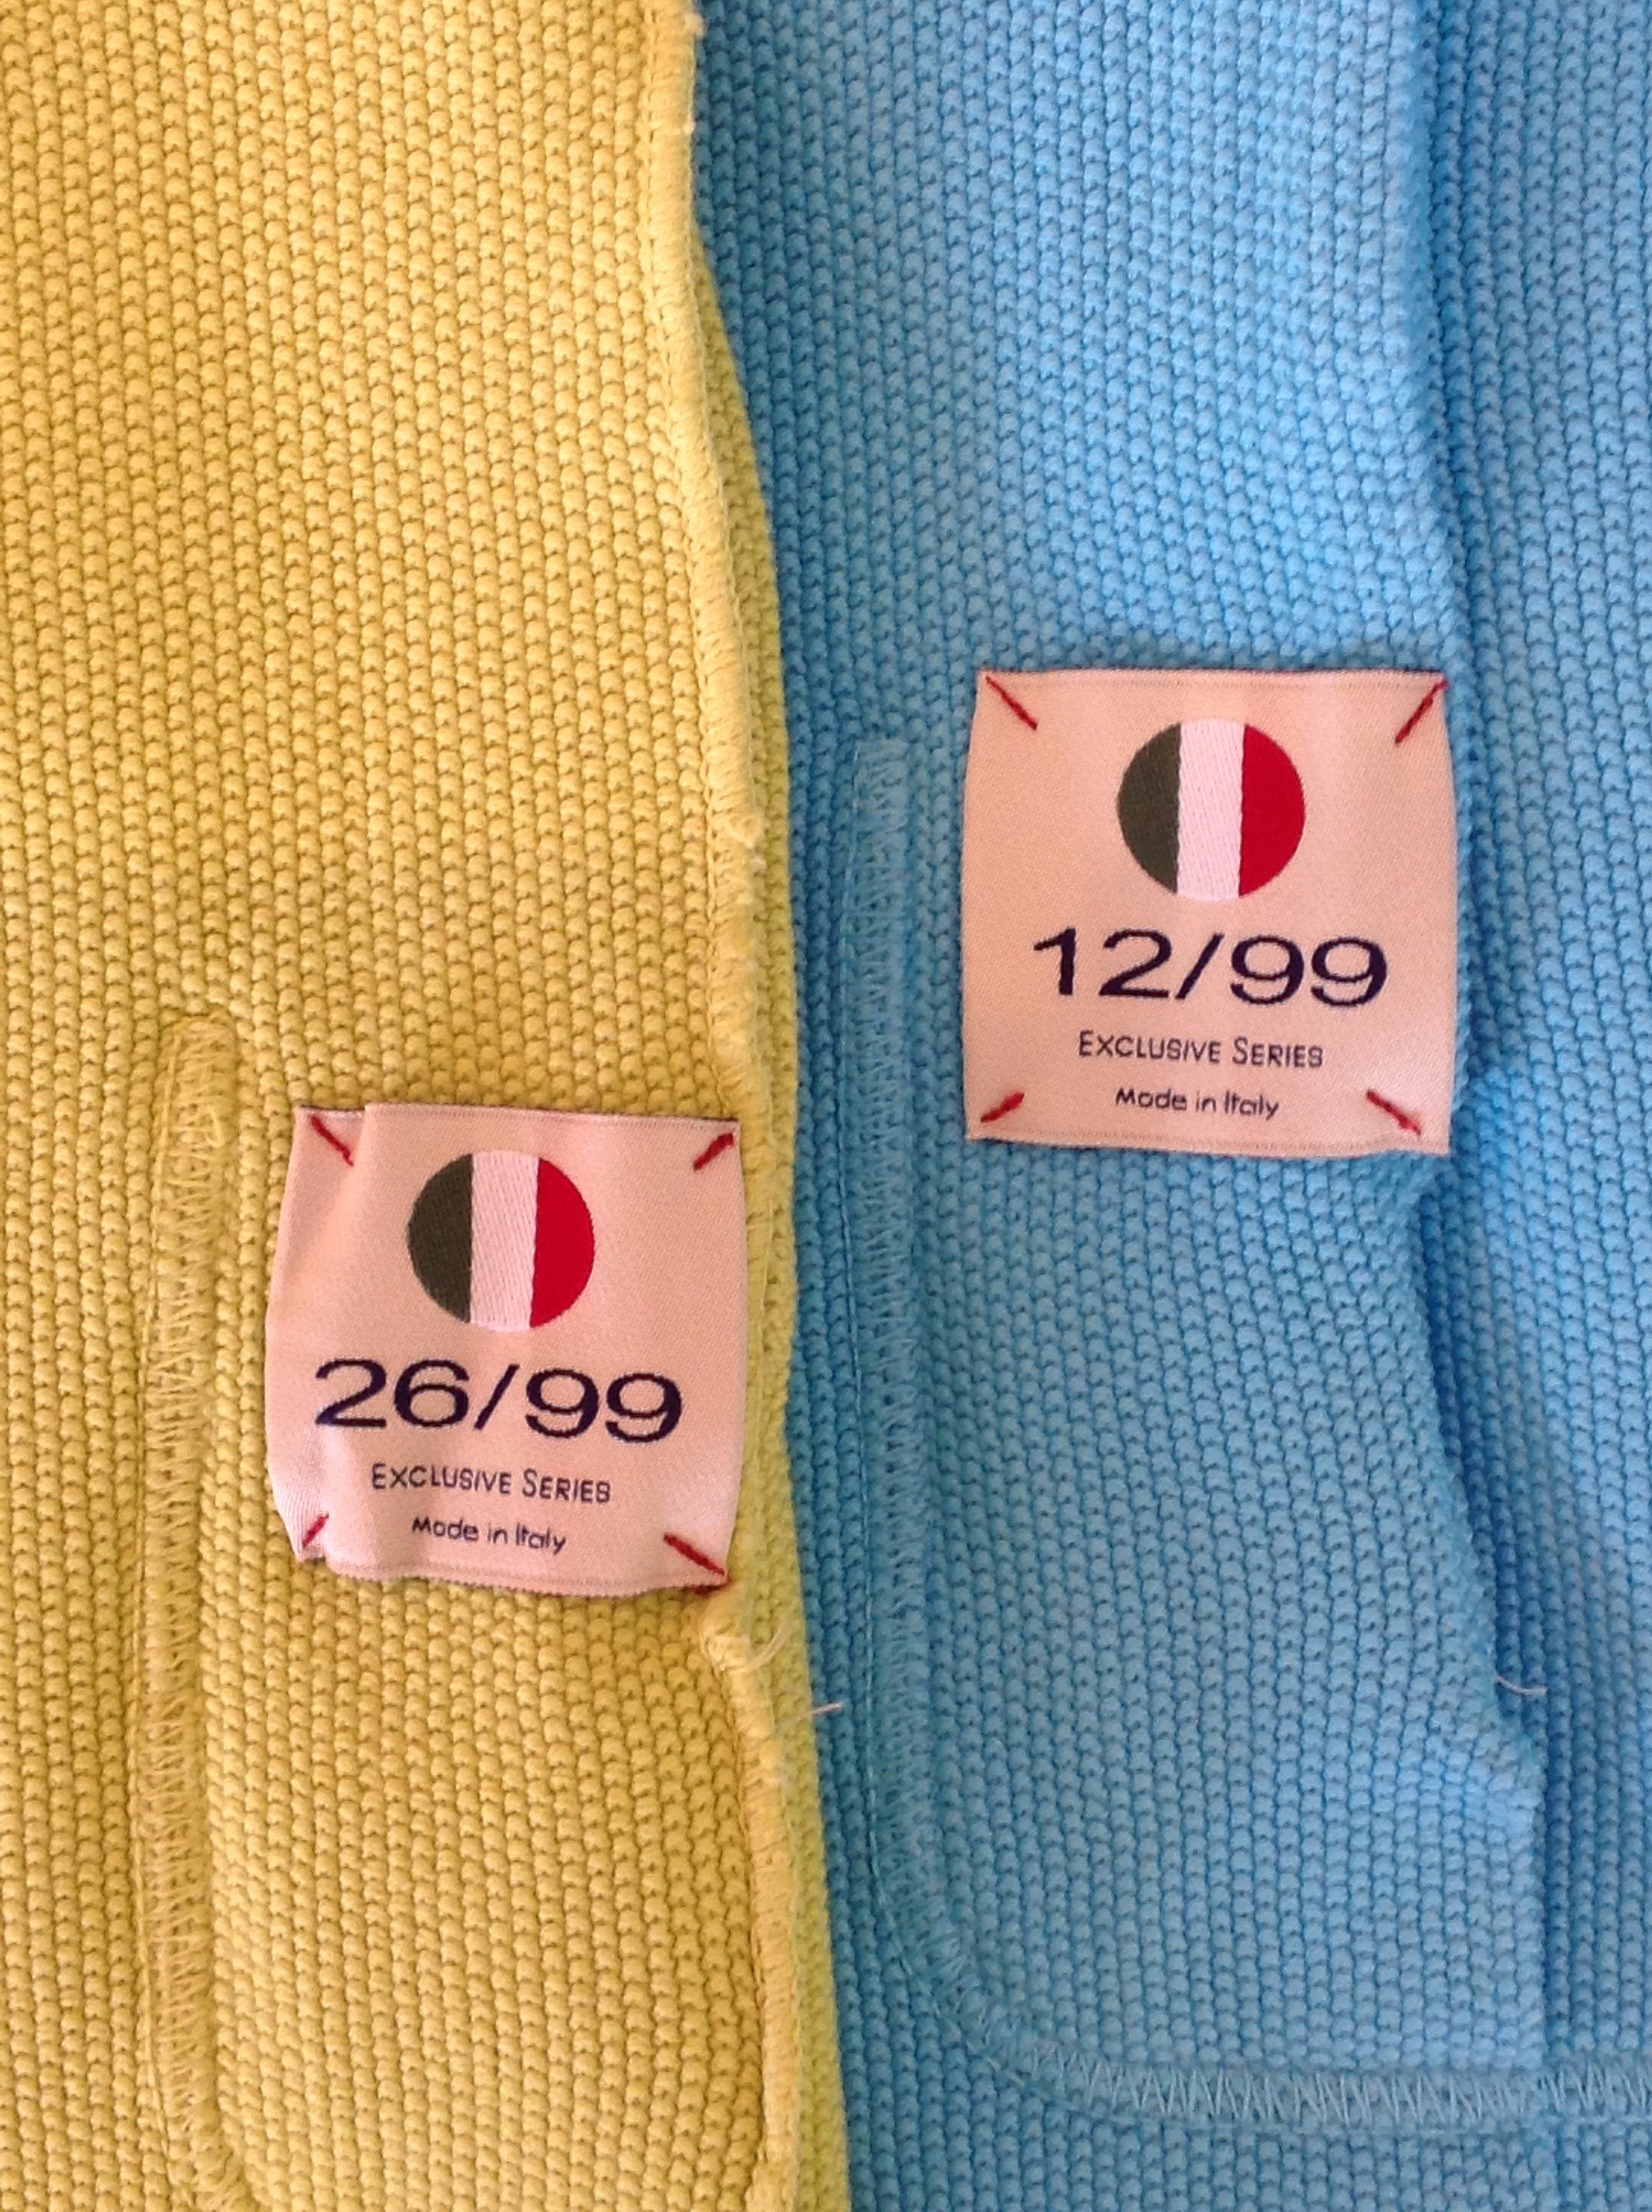 26/99
EXCLUSIVE SERIES
Made in Italy
12/99
EXCLUSIVE SERIES
Made in Italy